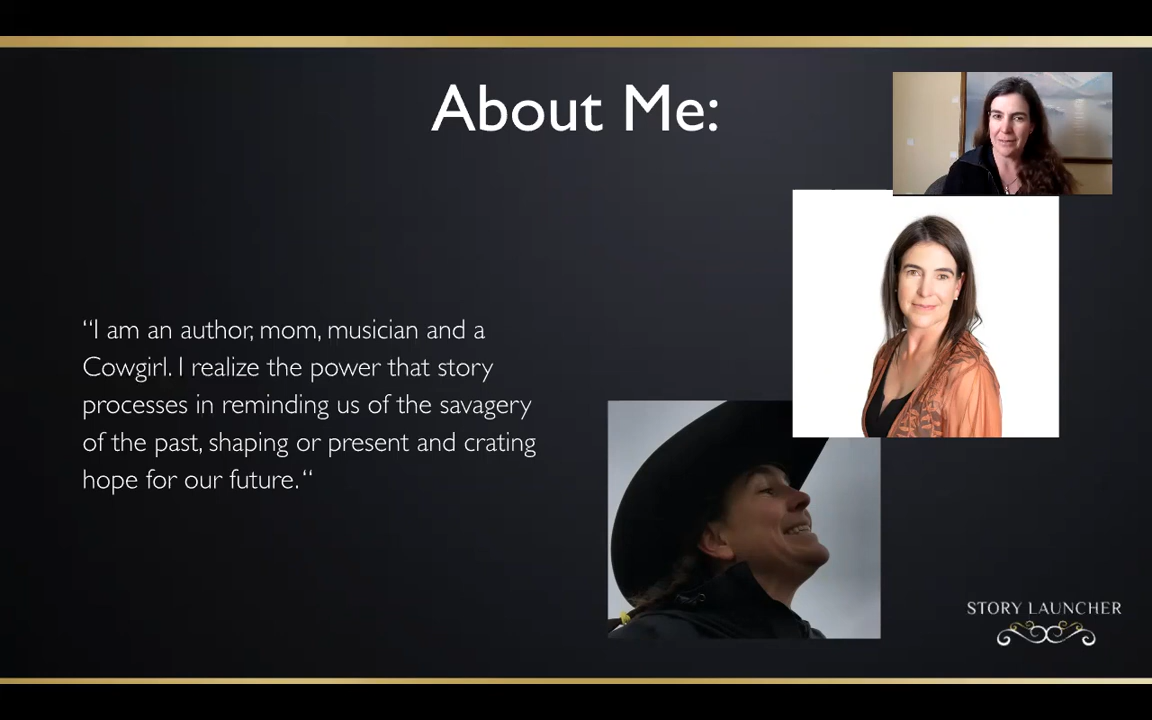 About Me:
“I am an author, mom, musician and a
Cowgirl. I realize the power that story
processes in reminding us of the savagery
of the past, shaping or present and crating
hope for our future.“
STORY LAUNCHER